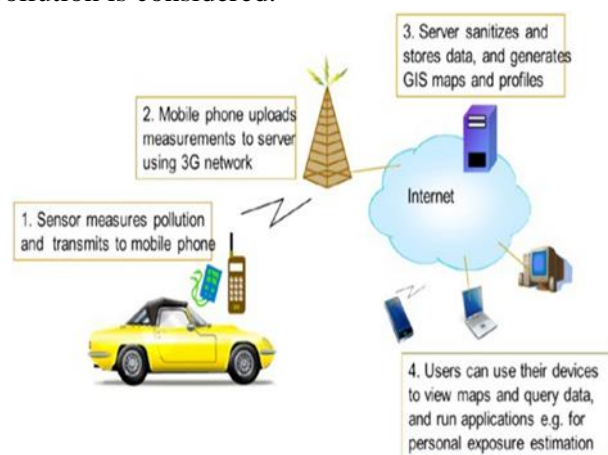 3. Server sanitizes and
stores data, and generates
GIS maps and profiles
2. Mobile phone uploads
measurements to server
using 3G network
Internet
1. Sensor measures pollution
and transmits to mobile phone
4. Users can use their devices
to view maps and query data,
and run applications e.g. for
personal exposure estimation